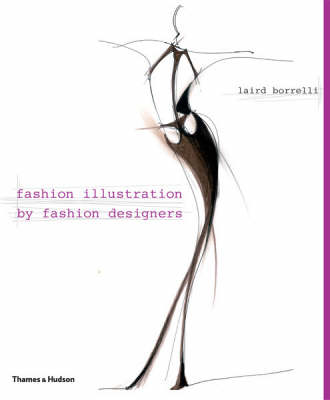 laird borrelli
fashion illustration
by fashion designers
Thames & Hudson